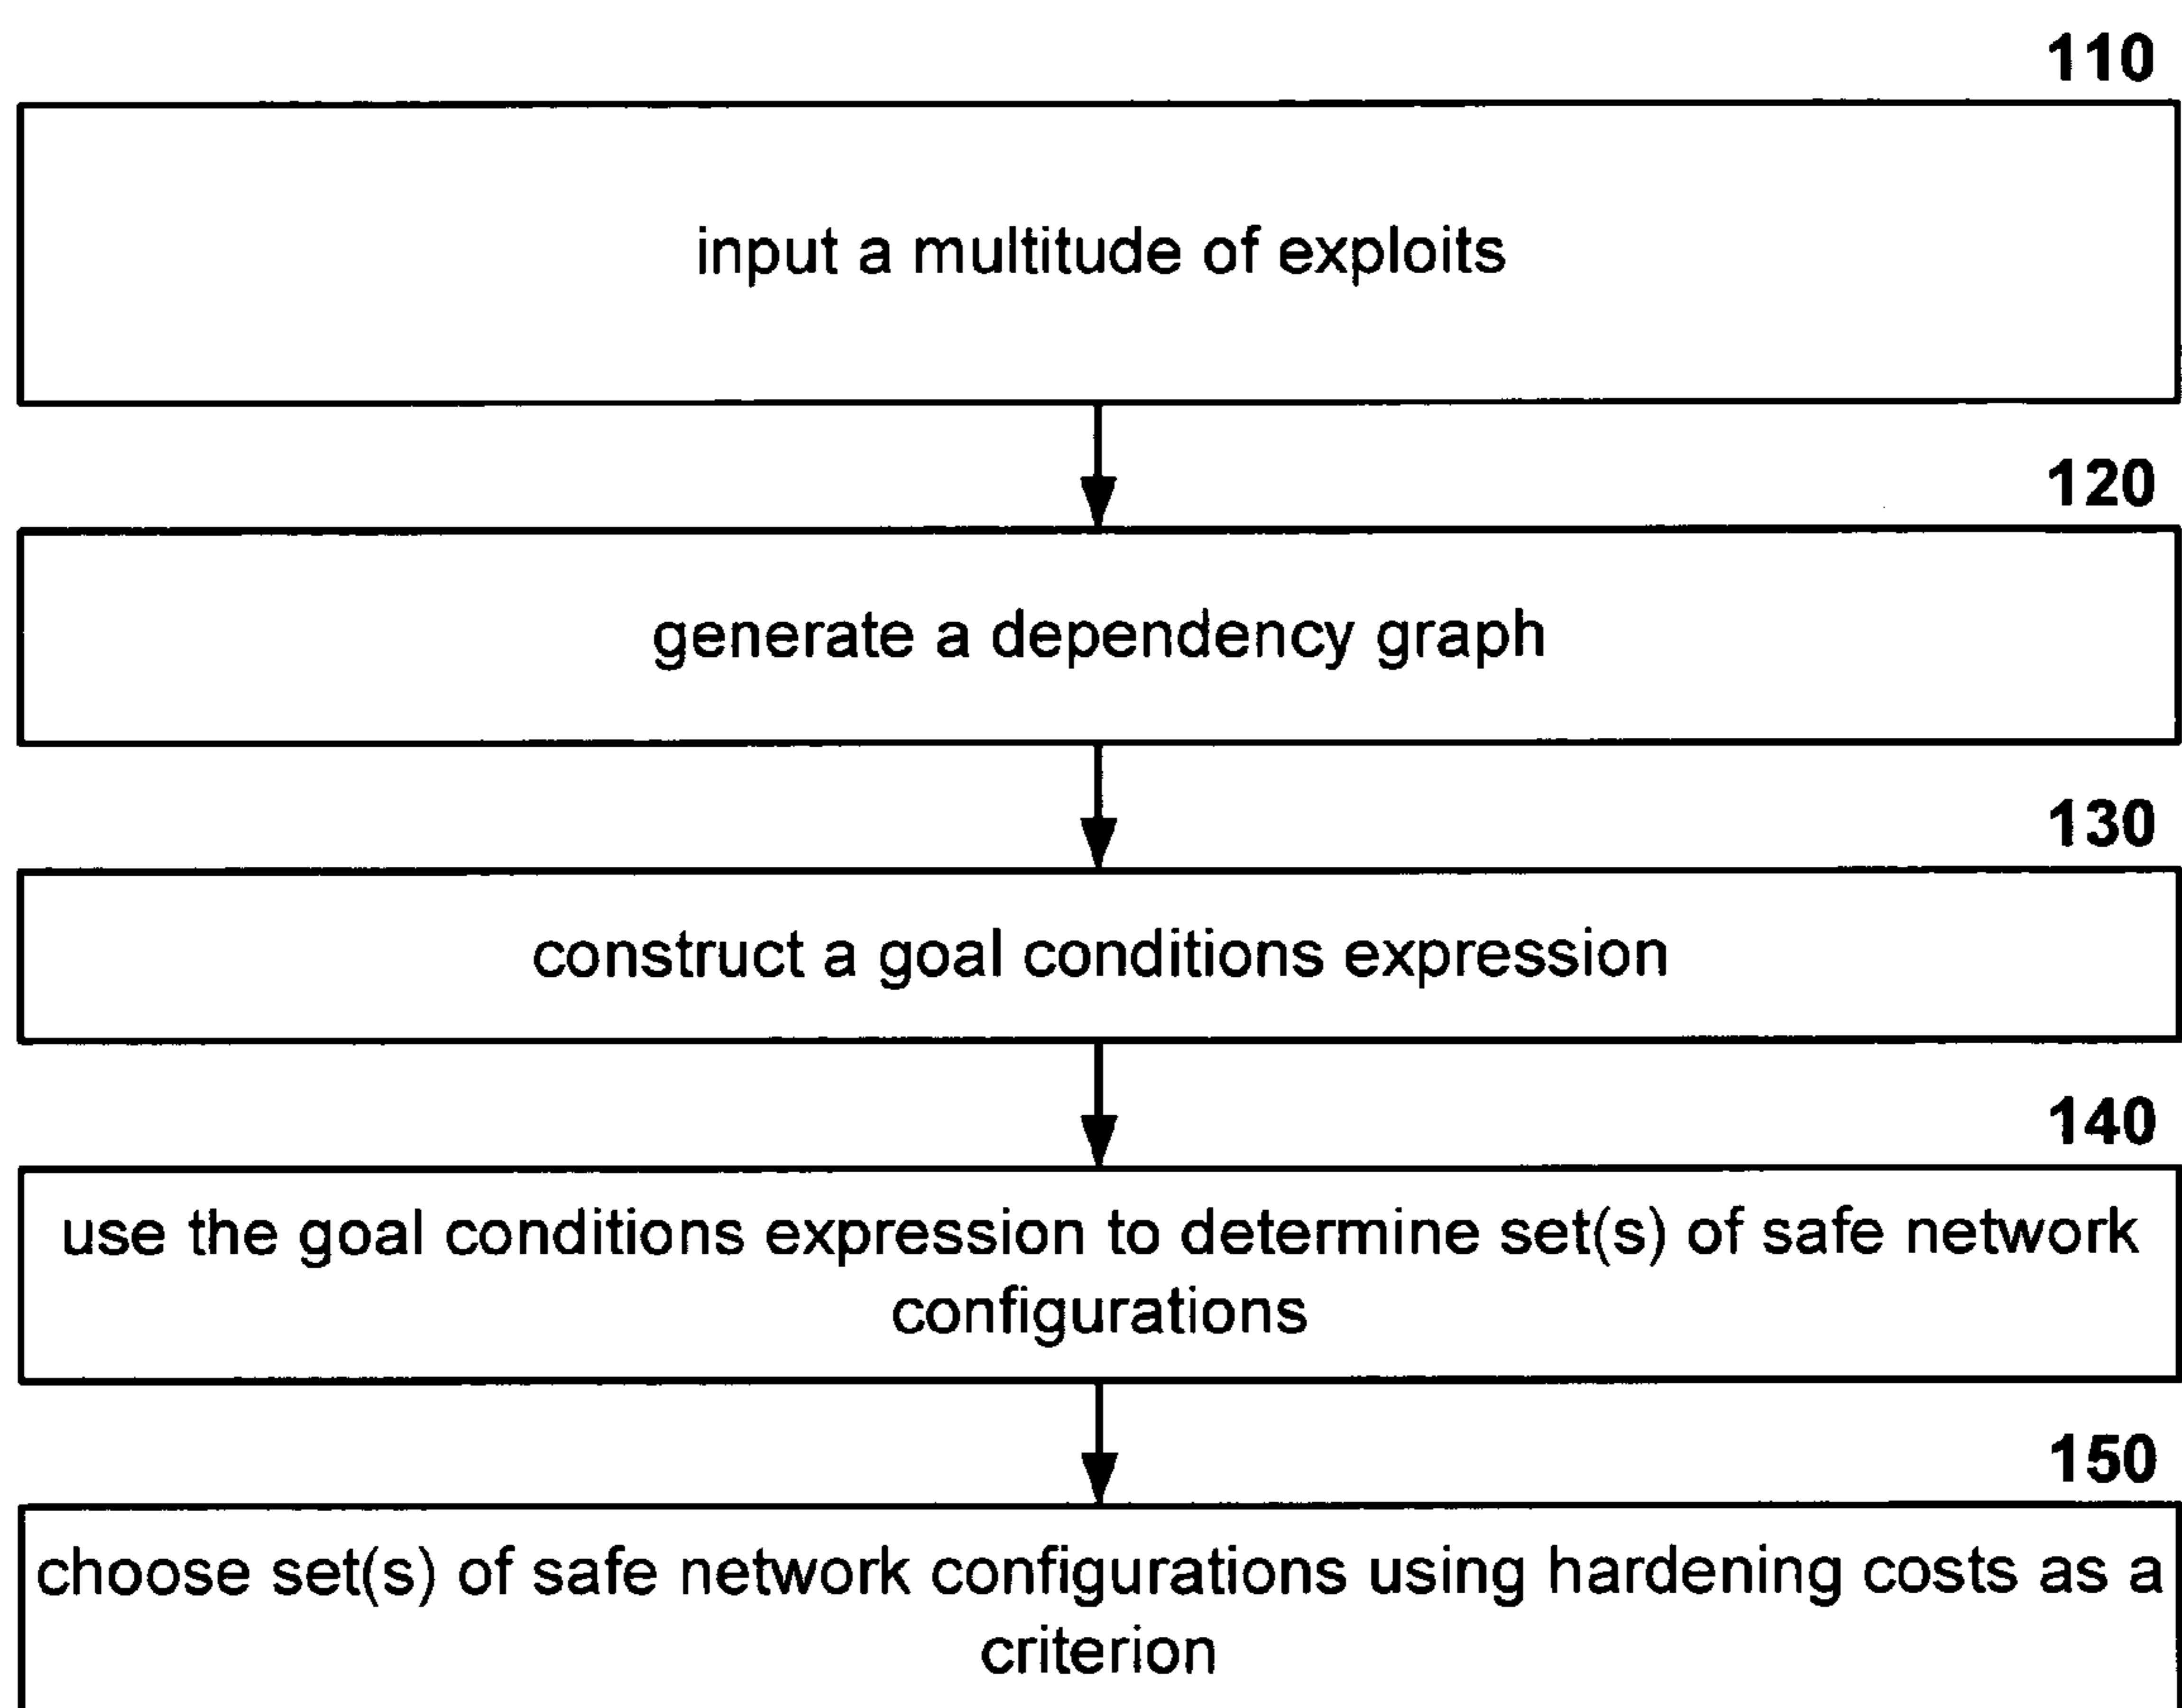 110
input a multitude of exploits
120
generate a dependency graph
130
construct a goal conditions expression
140
use the goal conditions expression to determine set(s) of safe network
configurations
150
choose set(s) of safe network configurations using hardening costs as a
criterion